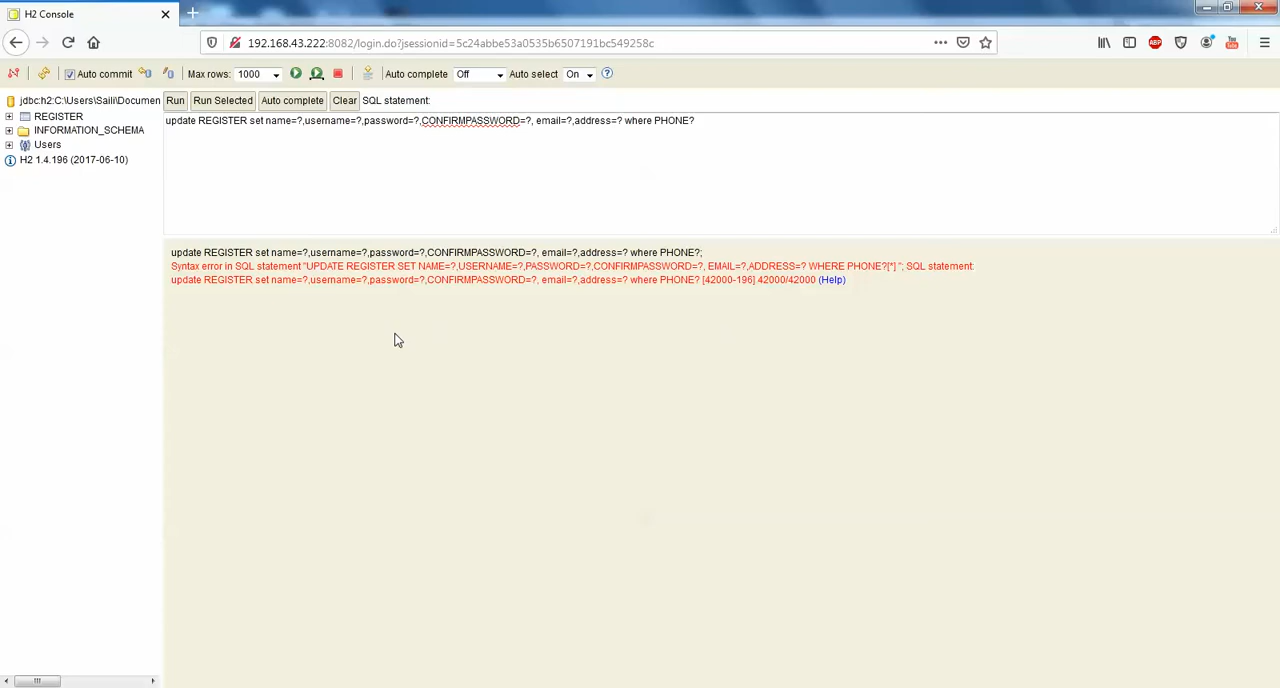 H2 Console
192.168.43.222:8082/login.do?jsessionid=5c24abbe53a0535b6507191bc549258c
ABP
Auto commit
Max rows: 1000
Auto complete Off
Auto select On
?
jdbc:h2:C:\Users\Saili\Documen
REGISTER
INFORMATION_SCHEMA
Users
H2 1.4.196 (2017-06-10)
Run Run Selected Auto complete Clear SQL statement:
update REGISTER set name=?,username=?,password=?,CONFIRMPASSWORD=?, email=?,address=? where PHONE?
update REGISTER set name=?,username=?,password=?,CONFIRMPASSWORD=?, email=?,address=? where PHONE?;
Syntax error in SQL statement "UPDATE REGISTER SET NAME=?,USERNAME=?,PASSWORD=?,CONFIRMPASSWORD=?, EMAIL=?,ADDRESS=? WHERE PHONE?[*] "; SQL statement:
update REGISTER set name=?,username=?,password=?,CONFIRMPASSWORD=?, email=?,address=? where PHONE? [42000-196] 42000/42000 (Help)